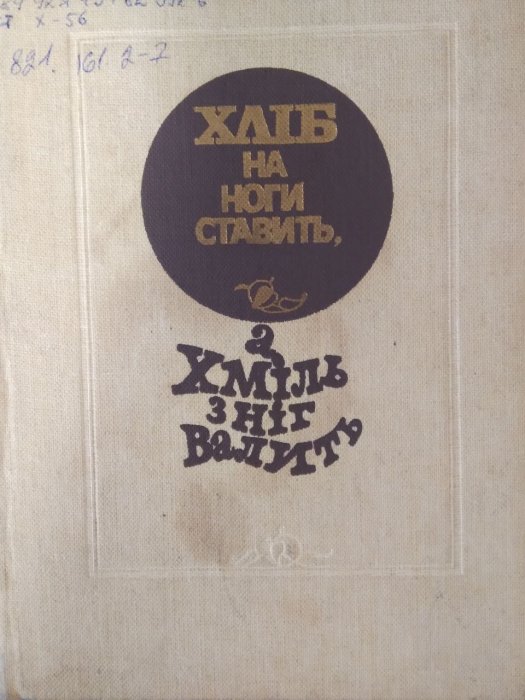 Х-56
821.161.2-7
ХЛІБ
НА
НОГИ
СТАВИТЬ,
а
Хміль
з ніг
валить